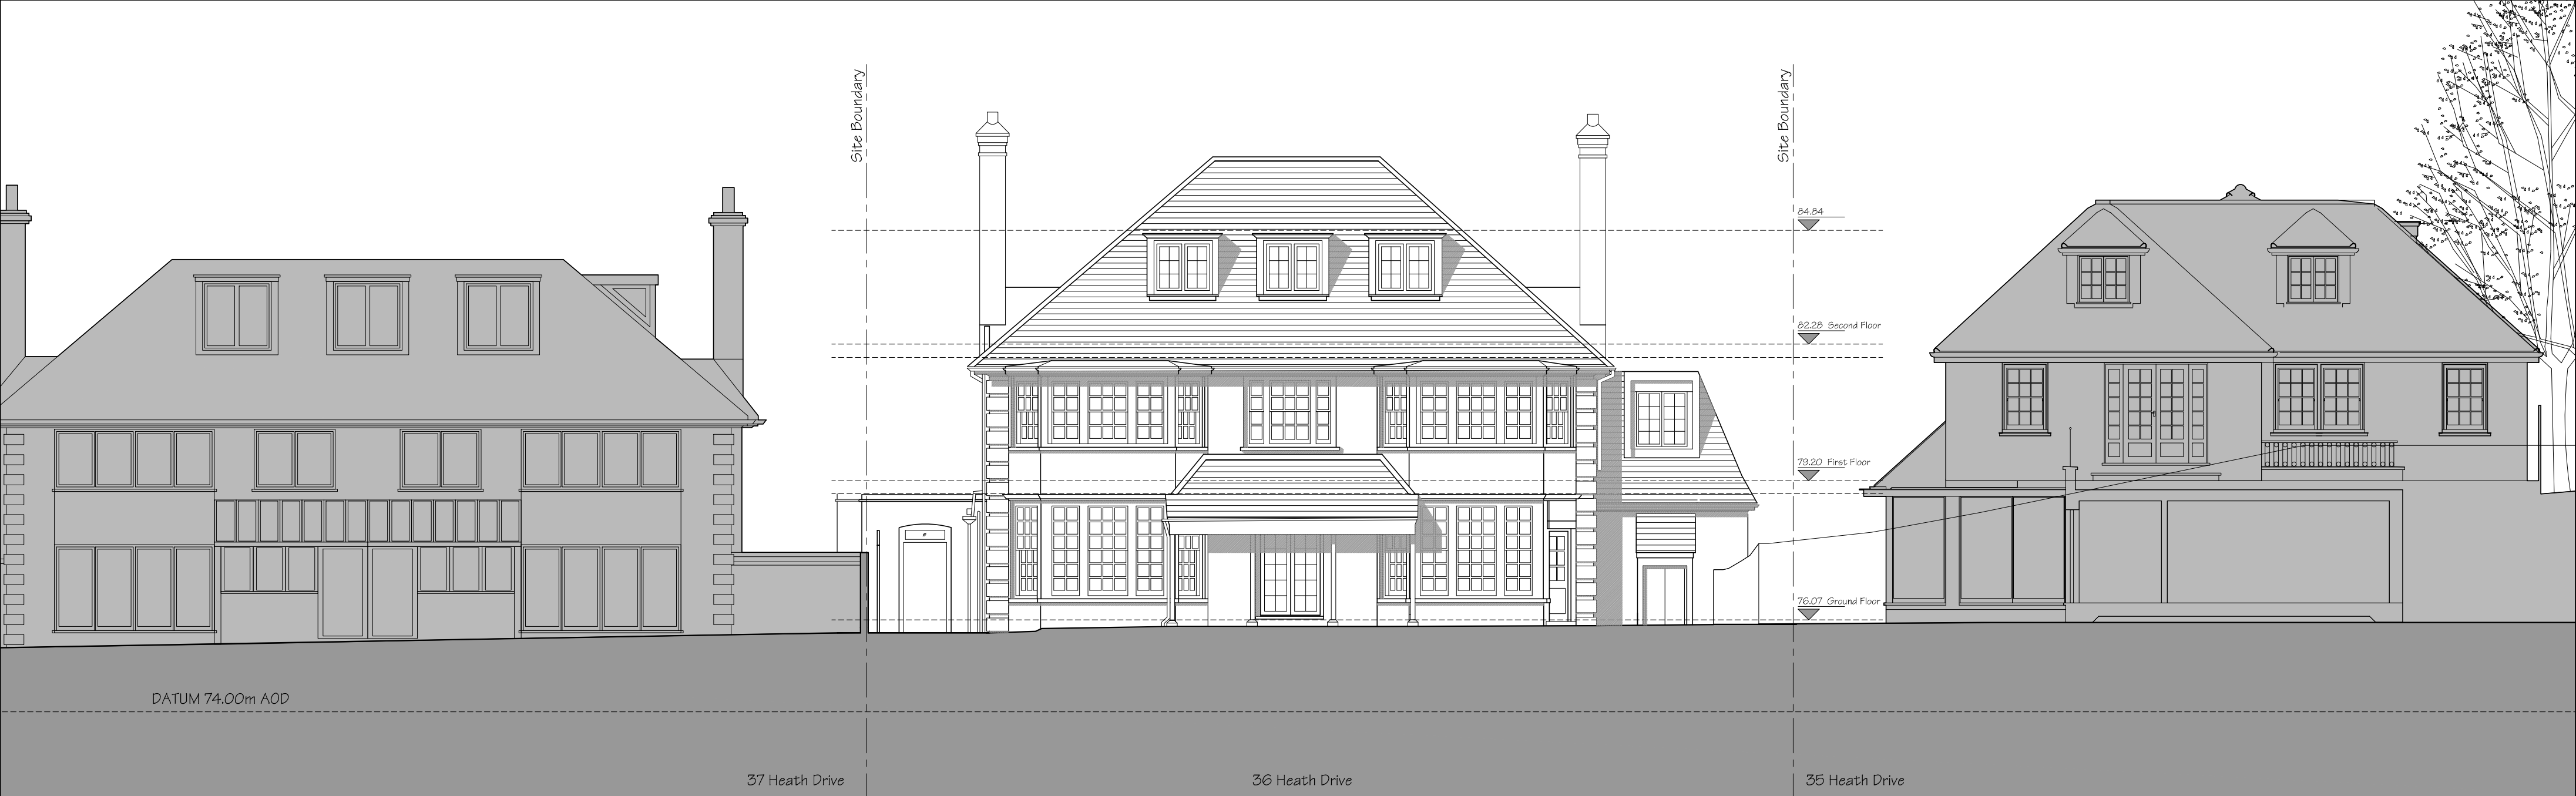 Site Boundary
Site Boundary
84.84
82.28 Second Floor
79.20 First Floor
76.07 Ground Floor
DATUM 74.00m AOD
37 Heath Drive
36 Heath Drive
35 Heath Drive